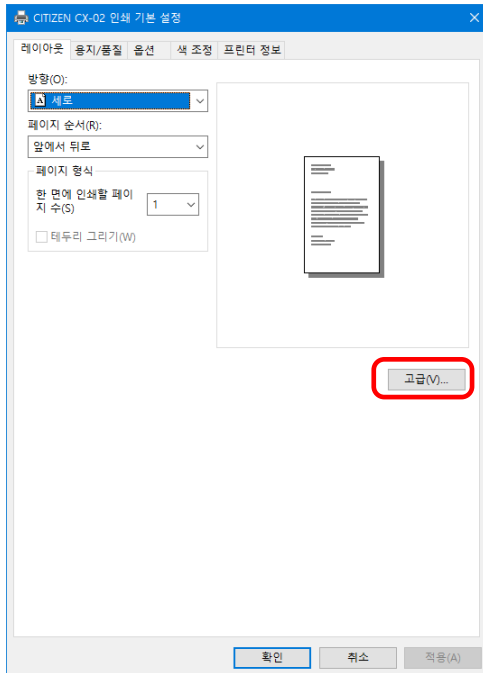 CITIZEN CX-02 인쇄 기본 설정
레이아웃 용지/품질 옵션 색 조정 프린터 정보
방향(O):
A 세로
페이지 순서(R):
앞에서 뒤로
페이지 형식
한 면에 인쇄할 페이
지 수(S)
1
테두리 그리기(W)
고급(V)...
확인 취소 적용(A)